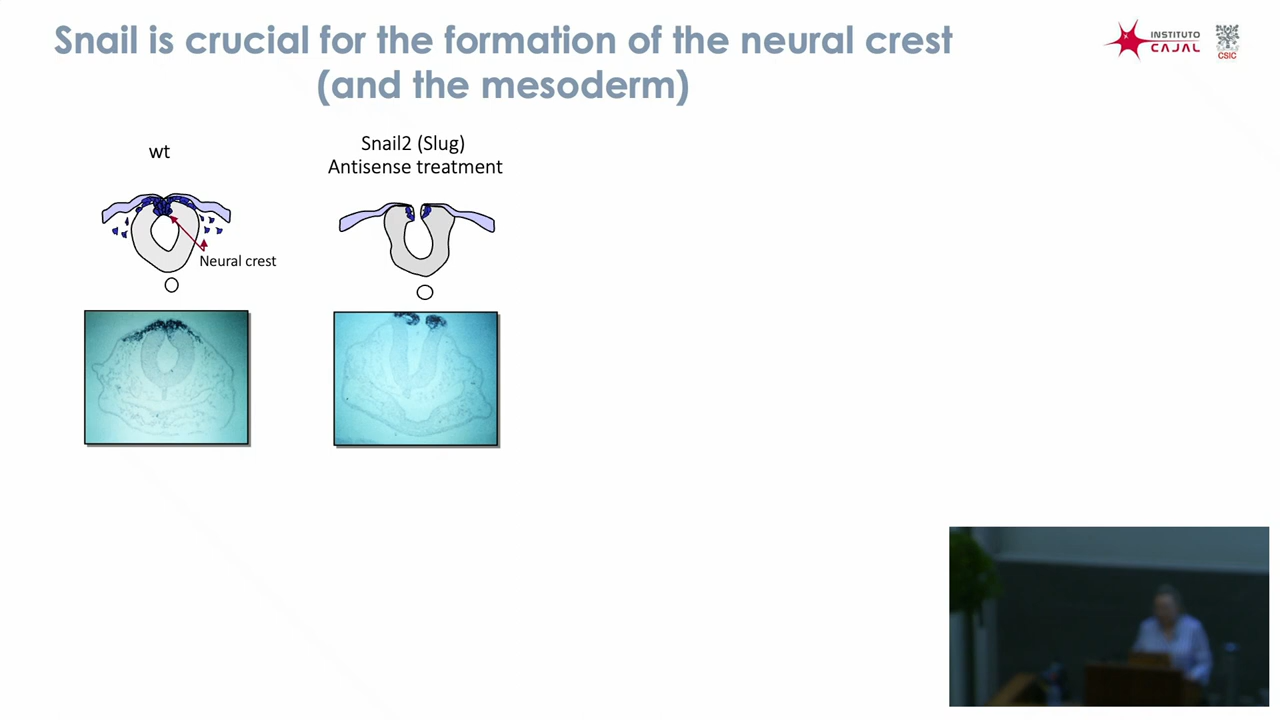 Snail is crucial for the formation of the neural crest
(and the mesoderm)
INSTITUTO
CAJAL
CSIC
wt
Snail2 (Slug)
Antisense treatment
Neural crest